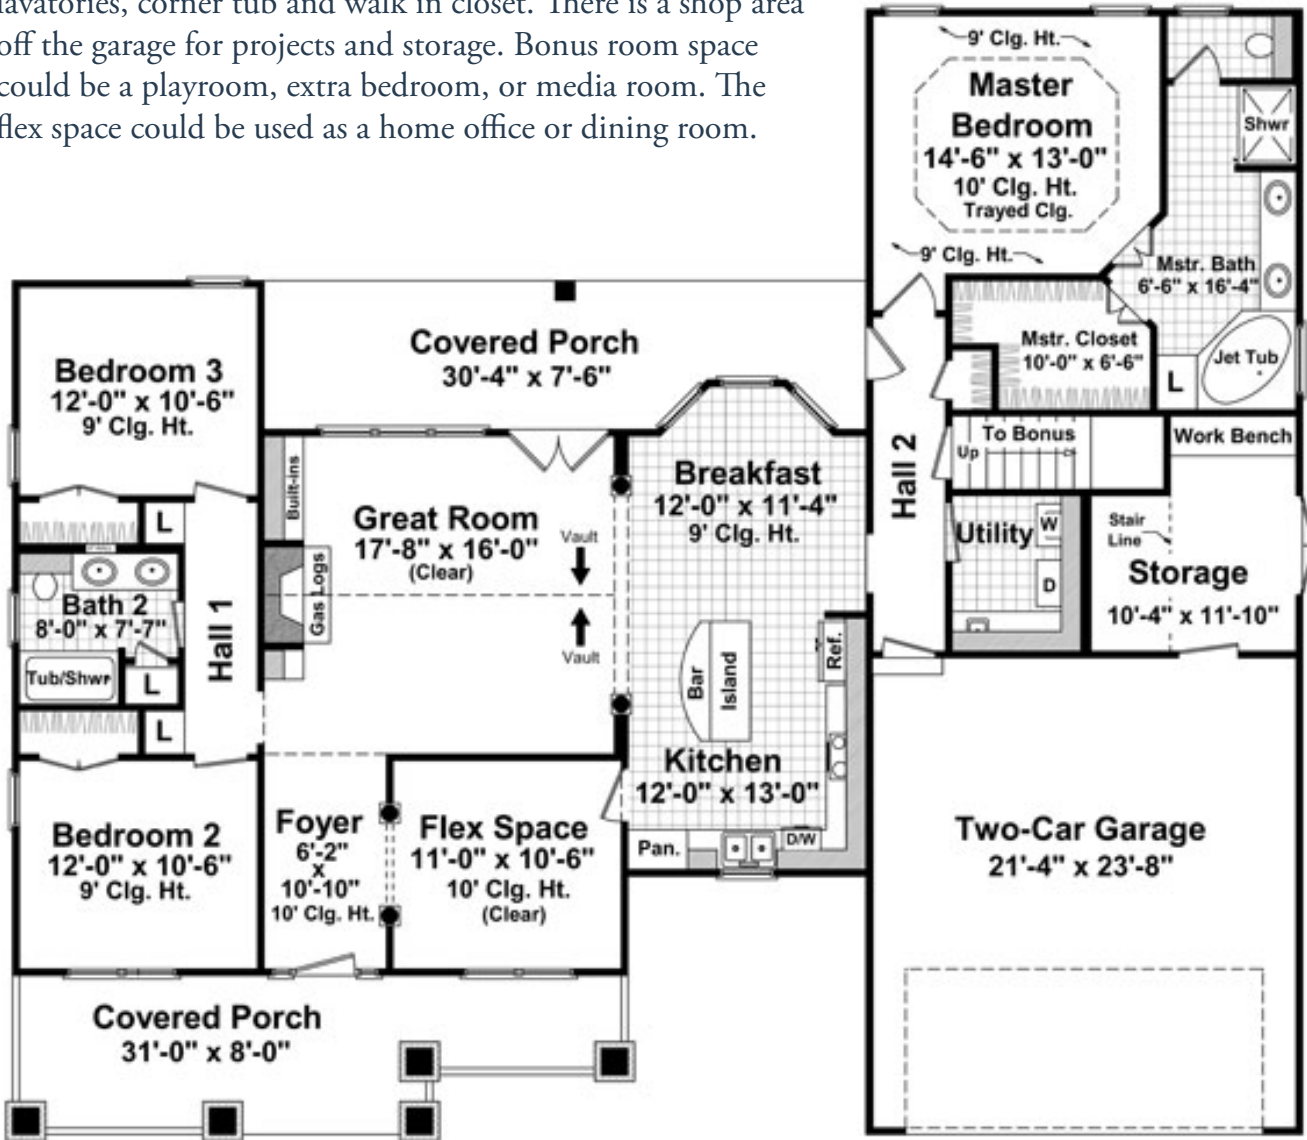 lavatories, corner tub and walk in closet. There is a shop area
off the garage for projects and storage. Bonus room space
could be a playroom, extra bedroom, or media room. The
flex space could be used as a home office or dining room.
9' Clg. Ht.
Master
Bedroom
14'-6" x 13'-0"
10' Clg. Ht.
Trayed Clg.
9' Clg. Ht.
Shwr
Mstr. Bath
6'-6" x 16'-4"
Mstr. Closet
10'-0" x 6'-6"
Jet Tub
L
Covered Porch
30'-4" x 7'-6"
Bedroom 3
12'-0" x 10'-6"
9' Clg. Ht.
L
Bath 2
8'-0" x 7'-7"
Tub/Shwr
L
L
Hall 1
Built-ins
Gas Logs
Great Room
17'-8" x 16'-0"
(Clear)
Vault
Vault
Breakfast
12'-0" x 11'-4"
9' Clg. Ht.
Hall 2
To Bonus
Up
Work Bench
Utility
W
D
Stair
Line
Storage
10'-4" x 11'-10"
Bar
Island
Ref.
Kitchen
12'-0" x 13'-0"
Pan.
D/W
Bedroom 2
12'-0" x 10'-6"
9' Clg. Ht.
Foyer
6'-2"
x
10'-10"
10' Clg. Ht.
Flex Space
11'-0" x 10'-6"
10' Clg. Ht.
(Clear)
Two-Car Garage
21'-4" x 23'-8"
Covered Porch
31'-0" x 8'-0"